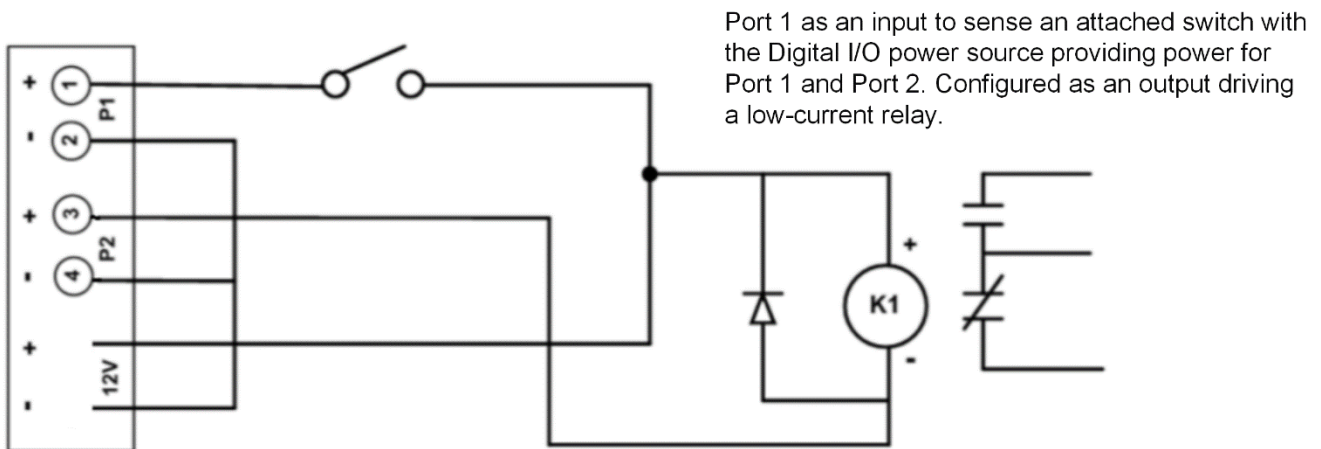 Port 1 as an input to sense an attached switch with
the Digital I/O power source providing power for
Port 1 and Port 2. Configured as an output driving
a low-current relay.
+ 1
P1
- 2
+ 3
P2
- 4
+
12V
-
+
K1
-